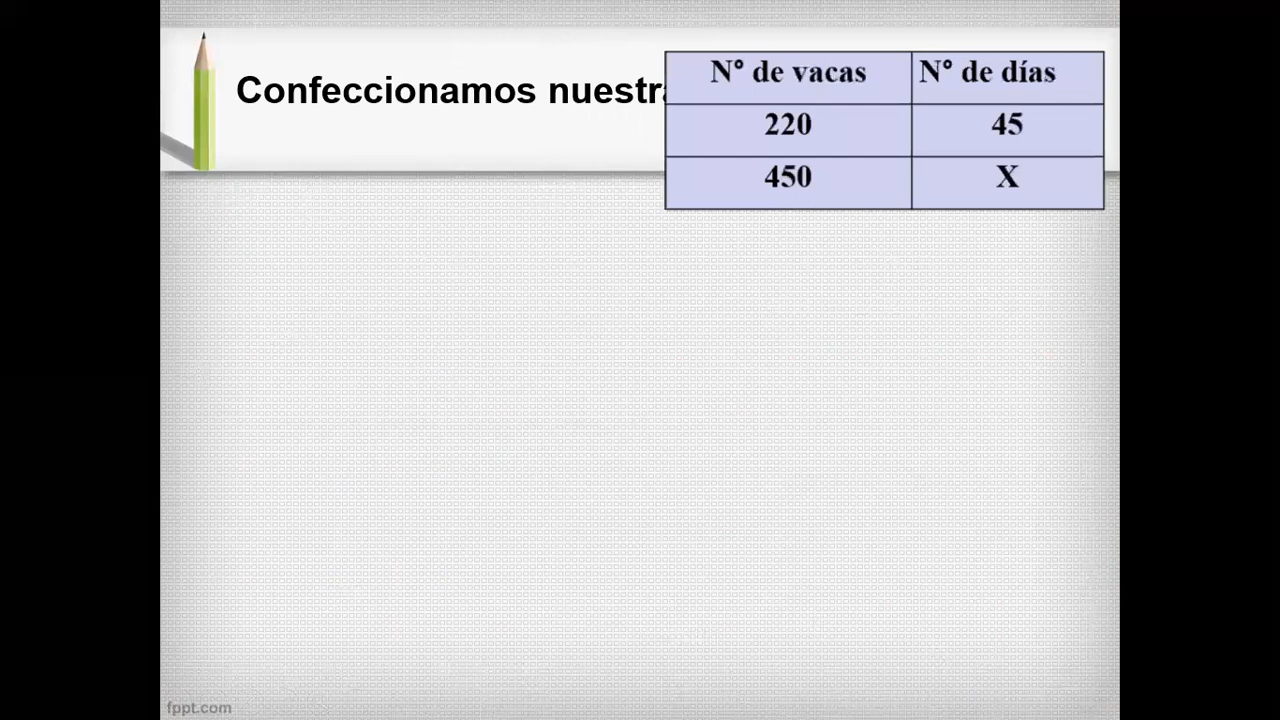 Confeccionamos nuestra
N° de vacas N° de días
220 45
450 X
fppt.com